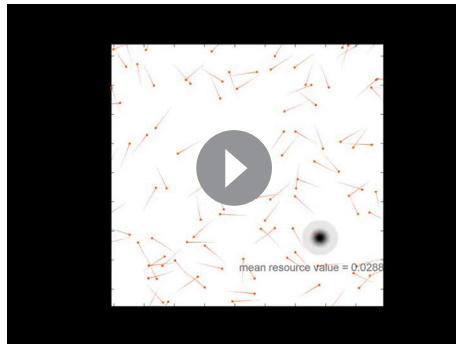 mean resource value = 0.0288